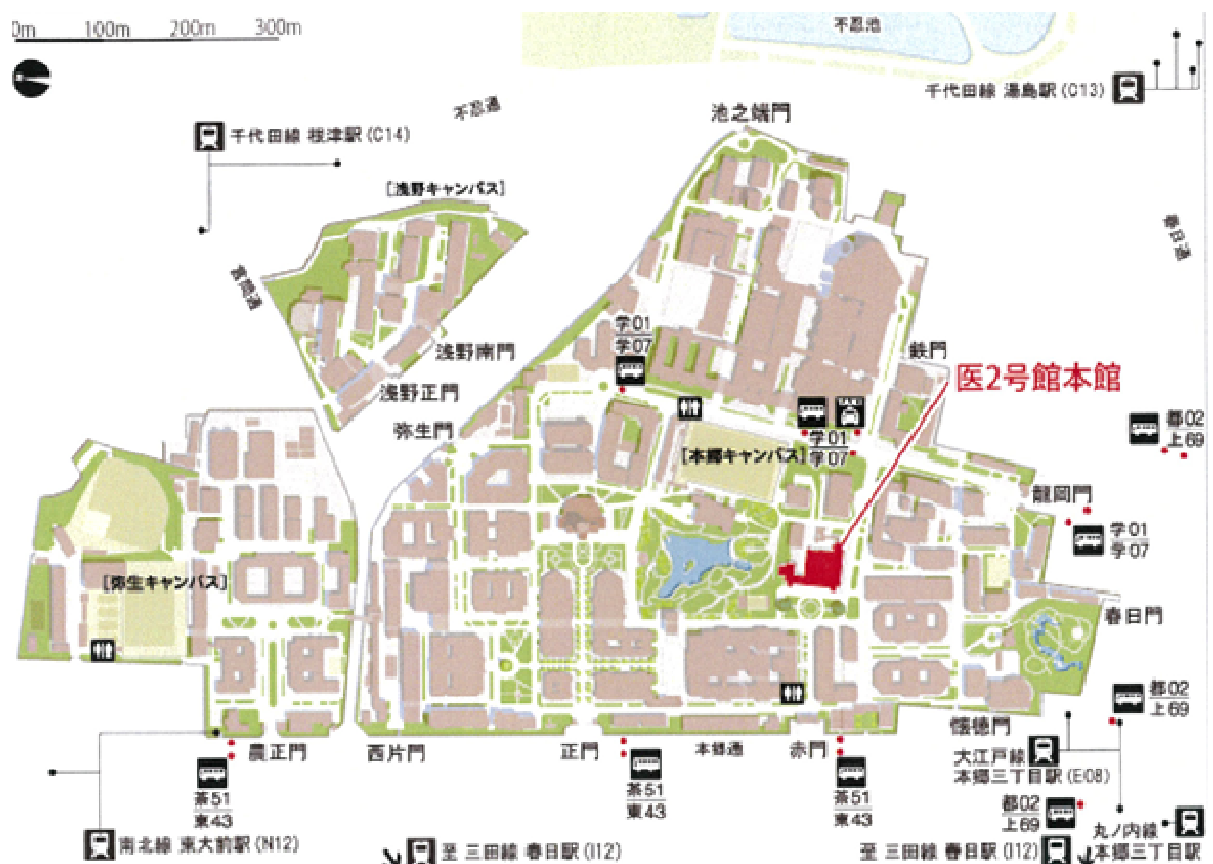 0m 100m 200m 300m
不忍池
千代田線 湯島駅(C13)
不忍通
池之端門
千代田線 根津駅(C14)
[浅野キャンパス]
春日通
言問通
浅野南門
浅野正門
学01
学07
鉄門
医2号館本館
弥生門
学01
学07
[本郷キャンパス]
都02
上69
龍岡門
学01
学07
[弥生キャンパス]
春日門
都02
上69
懐徳門
農正門
西片門
正門
本郷通
赤門
大江戸線
本郷三丁目駅(E08)
茶51
東43
茶51
東43
茶51
東43
都02
上69
丸ノ内線
本郷三丁目駅
南北線 東大前駅(N12)
至 三田線 春日駅(I12)
至 三田線 春日駅(I12)